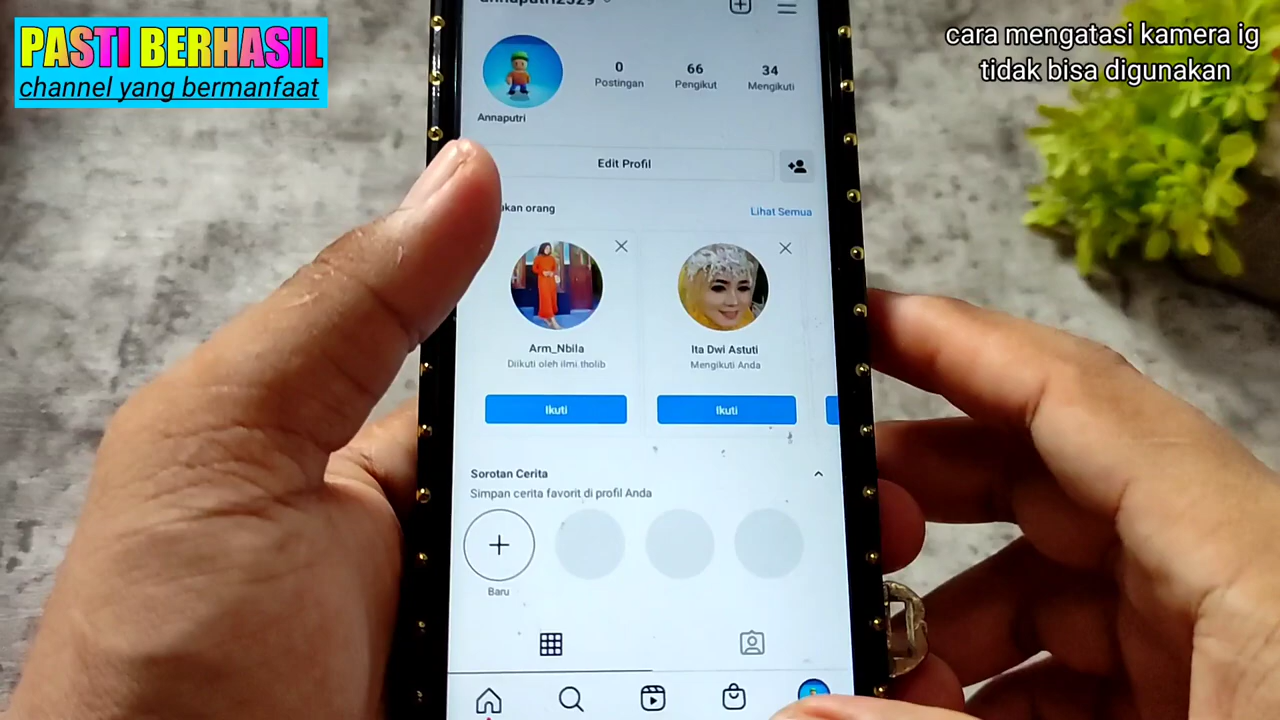 PASTI BERHASIL
channel yang bermanfaat
cara mengatasi kamera ig
tidak bisa digunakan
0
Postingan
66
Pengikut
34
Mengikuti
Annaputri
Edit Profil
ukan orang
Lihat Semua
Arm_Nbila
Diikuti oleh ilmi tholib
Ikuti
Ita Dwi Astuti
Mengikuti Anda
Ikuti
Sorotan Cerita
Simpan cerita favorit di profil Anda
Baru